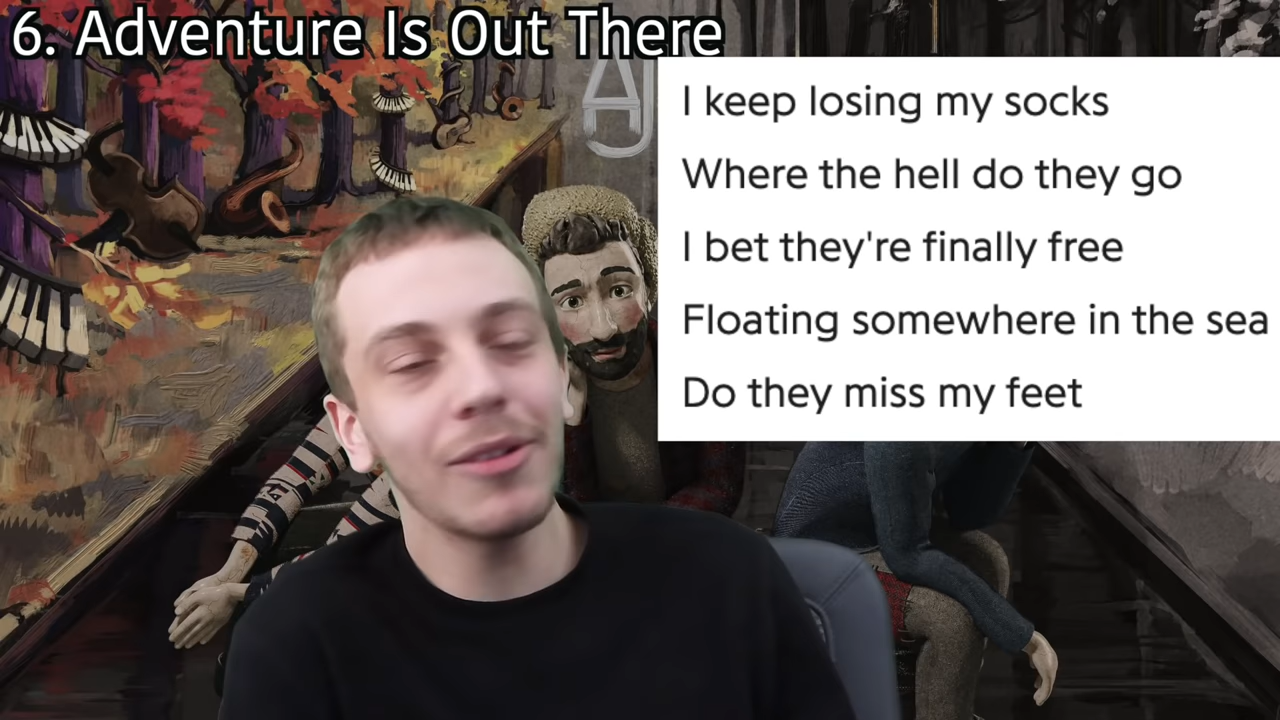 6. Adventure Is Out There
AJ
I keep losing my socks
Where the hell do they go
I bet they're finally free
Floating somewhere in the sea
Do they miss my feet